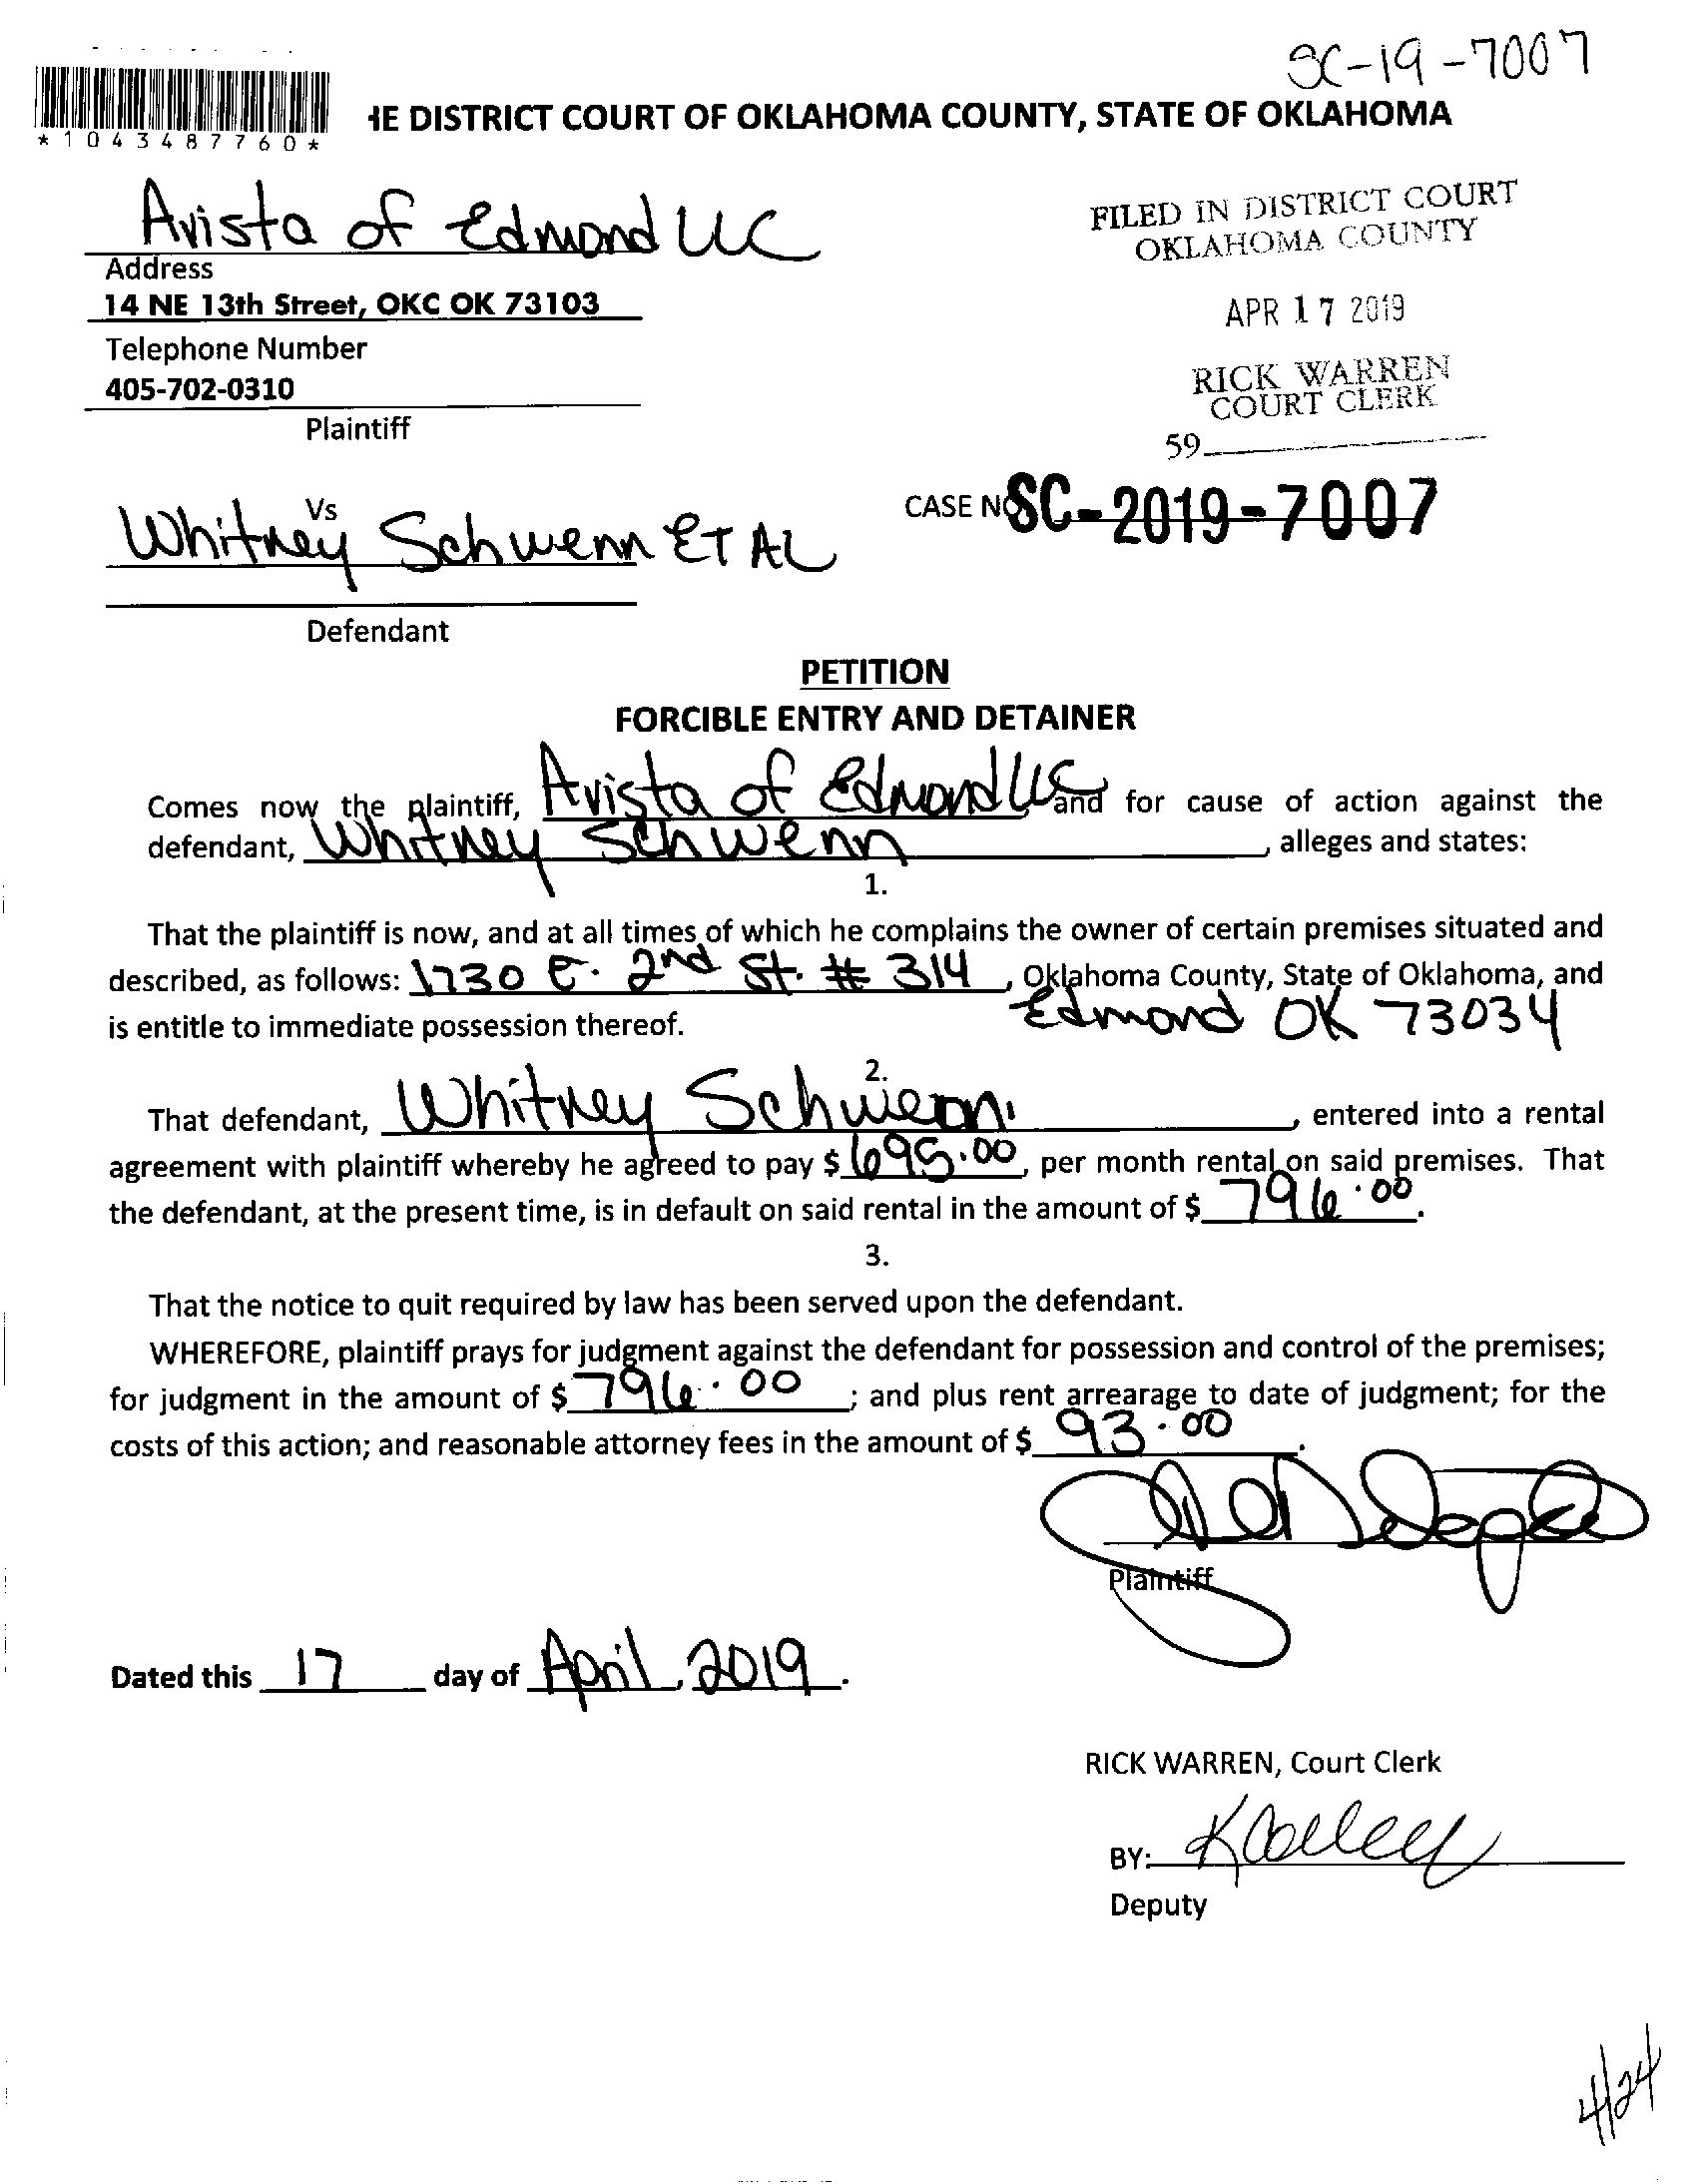 SC-19-7007
*1043487760*
HE DISTRICT COURT OF OKLAHOMA COUNTY, STATE OF OKLAHOMA
Avista of Edmond LLC
Address
14 NE 13th Street, OKC OK 73103
Telephone Number
405-702-0310
Plaintiff
FILED IN DISTRICT COURT
OKLAHOMA COUNTY
APR 17 2019
RICK WARREN
COURT CLERK
59
Vs
Whitney Schwenn ET AL
CASE NO SC-2019-7007
Defendant
PETITION
FORCIBLE ENTRY AND DETAINER
Comes now the plaintiff, Avista of Edmond LLC and for cause of action against the
defendant, Whitney Schwenn, alleges and states:
1.
That the plaintiff is now, and at all times of which he complains the owner of certain premises situated and
described, as follows: 1730 E. 2nd St. # 314, Oklahoma County, State of Oklahoma, and
is entitle to immediate possession thereof. Edmond OK 73034
2.
That defendant, Whitney Schwenn, entered into a rental
agreement with plaintiff whereby he agreed to pay $ 695.00, per month rental on said premises. That
the defendant, at the present time, is in default on said rental in the amount of $ 796.00.
3.
That the notice to quit required by law has been served upon the defendant.
WHEREFORE, plaintiff prays for judgment against the defendant for possession and control of the premises;
for judgment in the amount of $ 796.00; and plus rent arrearage to date of judgment; for the
costs of this action; and reasonable attorney fees in the amount of $ 93.00.
Plaintiff
Dated this 17 day of April, 2019.
RICK WARREN, Court Clerk
BY:
Deputy
4/24